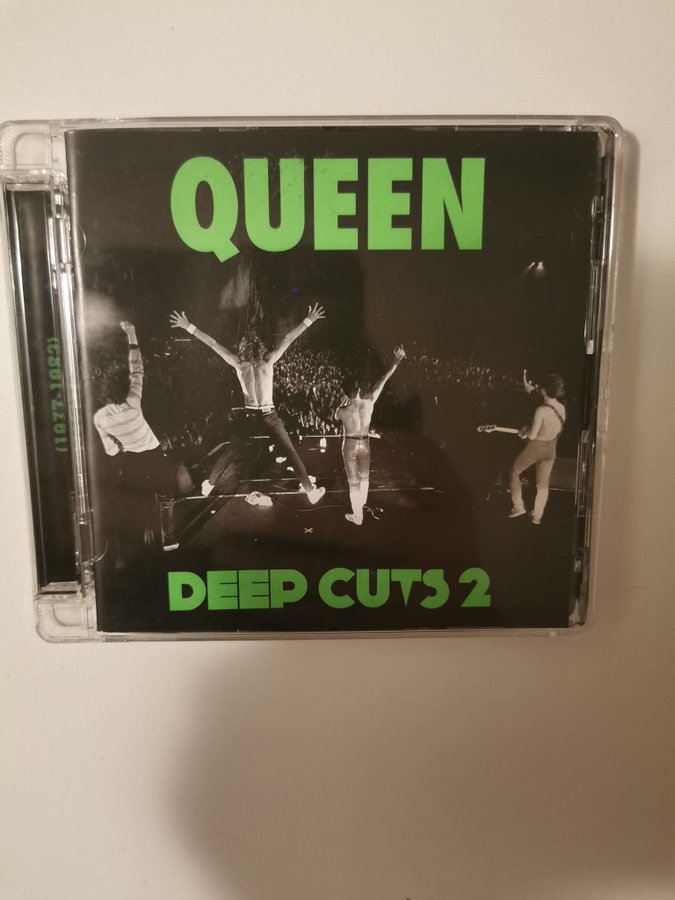 QUEEN
(1977-1982)
DEEP CUTS 2